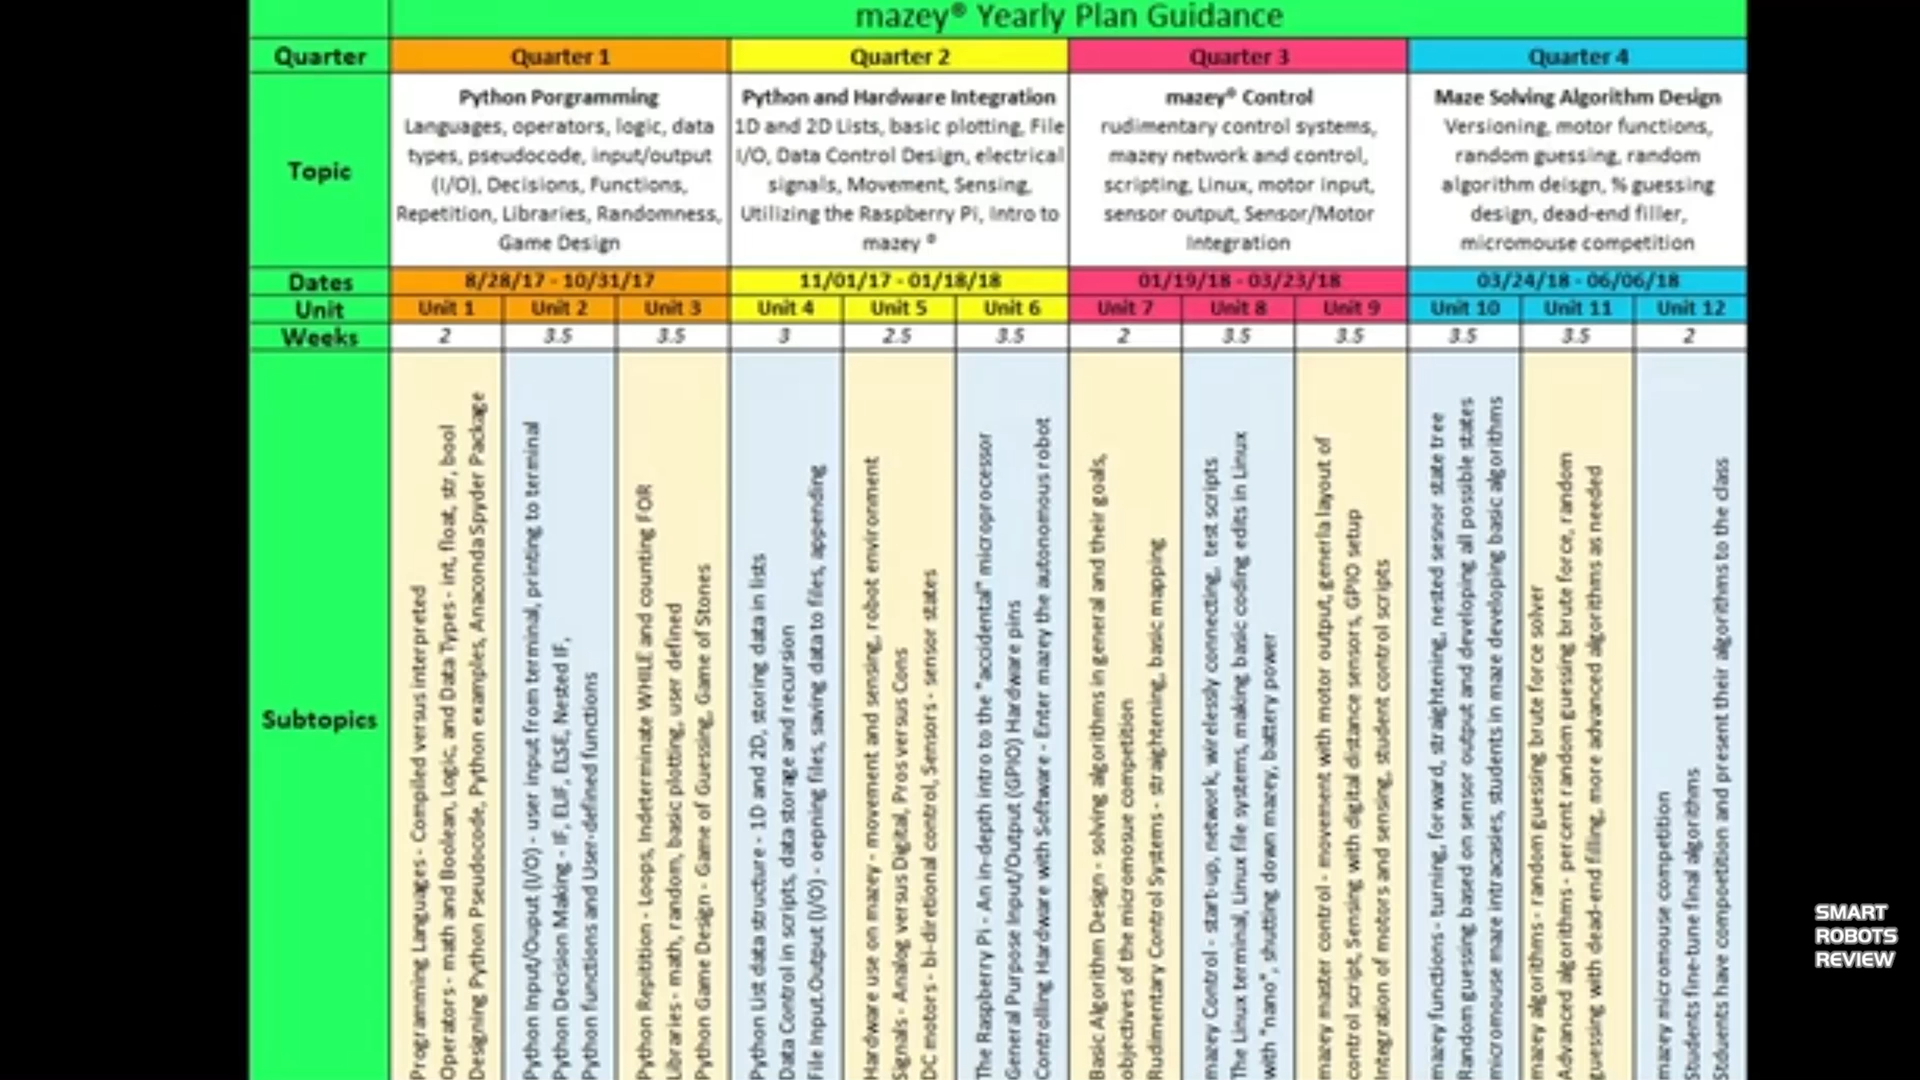 mazey® Yearly Plan Guidance
Quarter
Quarter 1
Quarter 2
Quarter 3
Quarter 4
Topic
Python Porgramming
Languages, operators, logic, data
types, pseudocode, input/output
(I/O), Decisions, Functions,
Repetition, Libraries, Randomness,
Game Design
Python and Hardware Integration
1D and 2D Lists, basic plotting, File
I/O, Data Control Design, electrical
signals, Movement, Sensing,
Utilizing the Raspberry Pi, Intro to
mazey ®
mazey® Control
rudimentary control systems,
mazey network and control,
scripting, Linux, motor input,
sensor output, Sensor/Motor
Integration
Maze Solving Algorithm Design
Versioning, motor functions,
random guessing, random
algorithm deisgn, % guessing
design, dead-end filler,
micromouse competition
Dates
8/28/17 - 10/31/17
11/01/17 - 01/18/18
01/19/18 - 03/23/18
03/24/18 - 06/06/18
Unit
Unit 1
Unit 2
Unit 3
Unit 4
Unit 5
Unit 6
Unit 7
Unit 8
Unit 9
Unit 10
Unit 11
Unit 12
Weeks
2
3.5
3.5
3
2.5
3.5
2
3.5
3.5
3.5
3.5
2
Subtopics
Programming Languages - Compiled versus interpreted
Operators - math and Boolean, Logic, and Data Types - int, float, str, bool
Designing Python Pseudocode, Python examples, Anaconda Spyder Package
Python Input/Ouput (I/O) - user input from terminal, printing to terminal
Python Decision Making - IF, ELIF, ELSE, Nested IF,
Python functions and User-defined functions
Python Repitition - Loops, Indeterminate WHILE and counting FOR
Libraries - math, random, basic plotting, user defined
Python Game Design - Game of Guessing, Game of Stones
Python List data structure - 1D and 2D, storing data in lists
Data Control in scripts, data storage and recursion
File Input.Output (I/O) - oepning files, saving data to files, appending
Hardware use on mazey - movement and sensing, robot environment
Signals - Analog versus Digital, Pros versus Cons
DC motors - bi-diretional control, Sensors - sensor states
The Raspberry Pi - An in-depth intro to the "accidental" microprocessor
General Purpose Input/Output (GPIO) Hardware pins
Controlling Hardware with Software - Enter mazey the autonomous robot
Basic Algorithm Design - solving algorithms in general and their goals,
objectives of the micromosue competition
Rudimentary Control Systems - straightening, basic mapping
mazey Control - start-up, network, wirelessly connecting, test scripts
The Linux terminal, Linux file systems, making basic coding edits in Linux
with "nano", shutting down mazey, battery power
mazey master control - movement with motor output, generla layout of
control script, Sensing with digital distance sensors, GPIO setup
Integration of motors and sensing, student control scripts
mazey functions - turning, forward, straightening, nested sesnor state tree
Random guessing based on sensor output and developing all possible states
micromouse maze intracasies, students in maze developing basic algorithms
mazey algorithms - random guessing brute force solver
Advanced algorithms - percent random guessing brute force, random
guessing with dead-end filling, more advanced algorithms as needed
mazey micromouse competition
Students fine-tune final algorithms
Stduents have compeition and present their algorithms to the class
SMART
ROBOTS
REVIEW